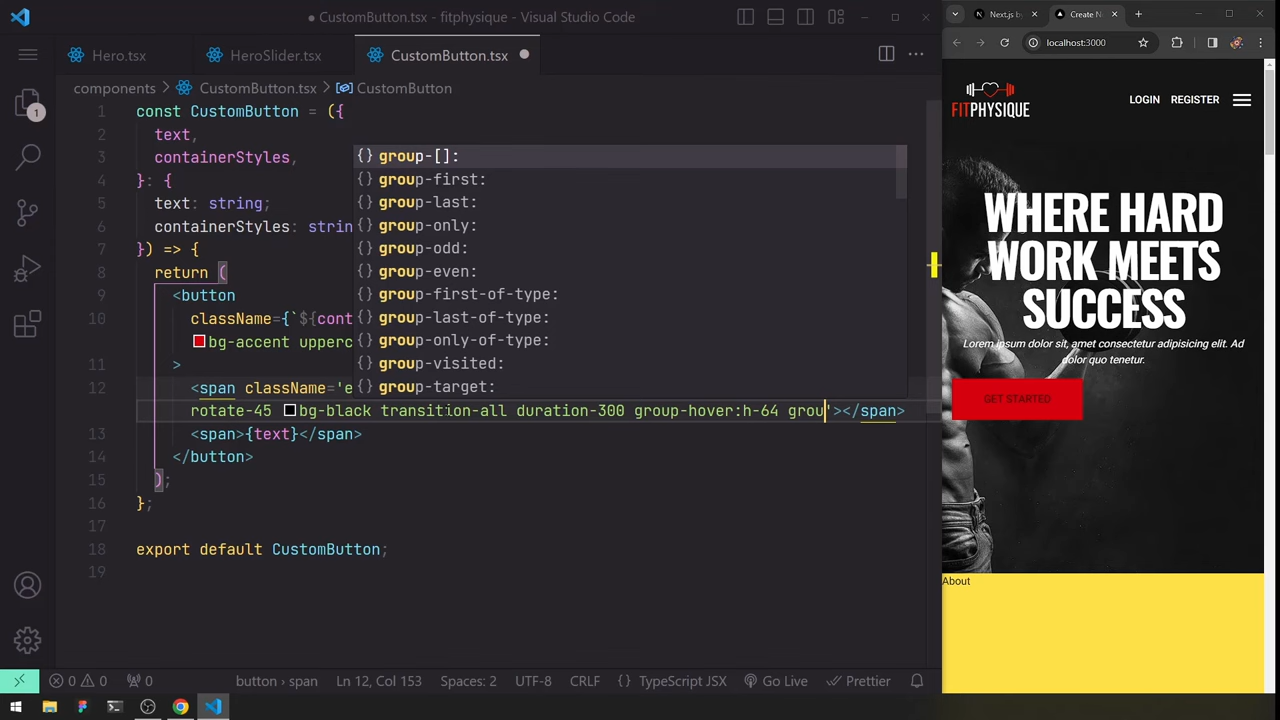 CustomButton.tsx - fitphysique - Visual Studio Code
Hero.tsx
HeroSlider.tsx
CustomButton.tsx
components
CustomButton.tsx
CustomButton
1 const CustomButton = ({
2 text,
3 containerStyles,
4 }: {
5 text: string;
6 containerStyles: strin
7 }) => {
8 return (
9 <button
10 className={`${cont
bg-accent upperc
11 >
12 <span className='e
rotate-45 bg-black transition-all duration-300 group-hover:h-64 grou'></span>
13 <span>{text}</span>
14 </button>
15 );
16 };
17
18 export default CustomButton;
19
{} group-[]:
{} group-first:
{} group-last:
{} group-only:
{} group-odd:
{} group-even:
{} group-first-of-type:
{} group-last-of-type:
{} group-only-of-type:
{} group-visited:
{} group-target:
1
0 0 0
button › span
Ln 12, Col 153
Spaces: 2
UTF-8
CRLF
{} TypeScript JSX
Go Live
Prettier
Next.js b
Create N
localhost:3000
FITPHYSIQUE
LOGIN REGISTER
WHERE HARD
WORK MEETS
SUCCESS
Lorem ipsum dolor sit, amet consectetur adipisicing elit. Ad
dolor quo tenetur.
GET STARTED
About